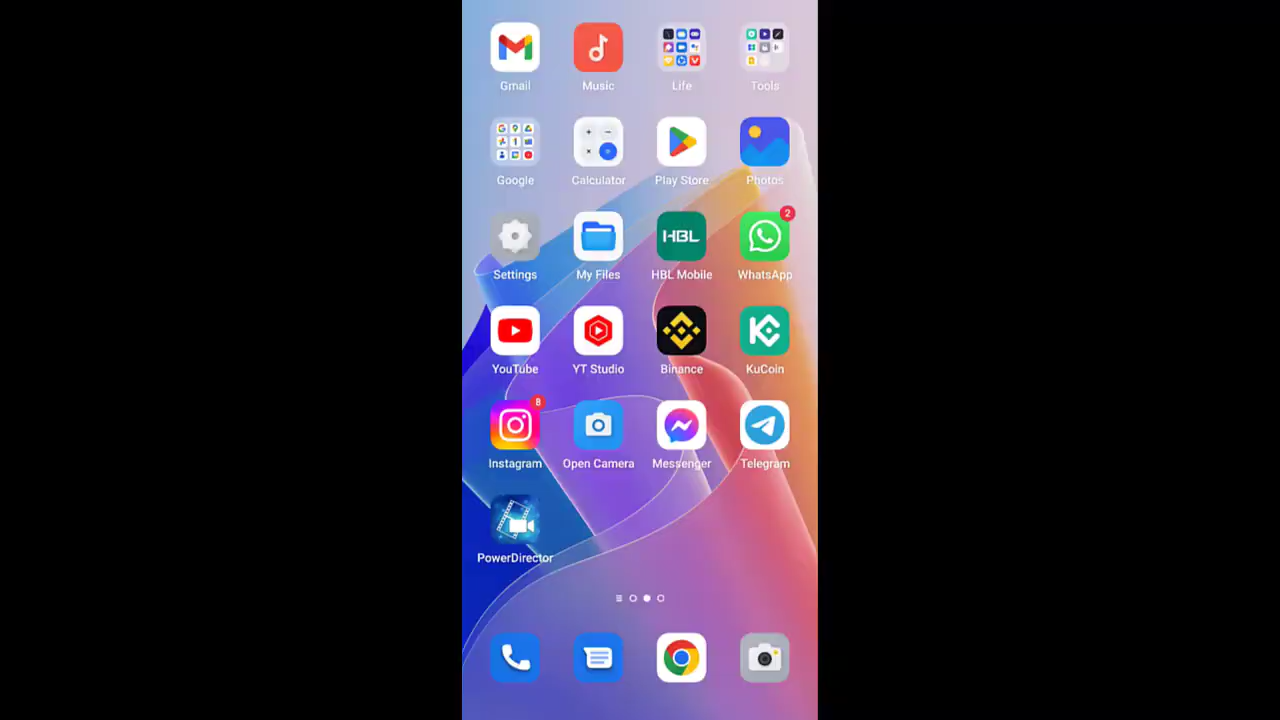 Gmail Music Life Tools
Google Calculator Play Store Photos
HBL
2
Settings My Files HBL Mobile WhatsApp
YouTube YT Studio Binance KuCoin
8
Instagram Open Camera Messenger Telegram
PowerDirector